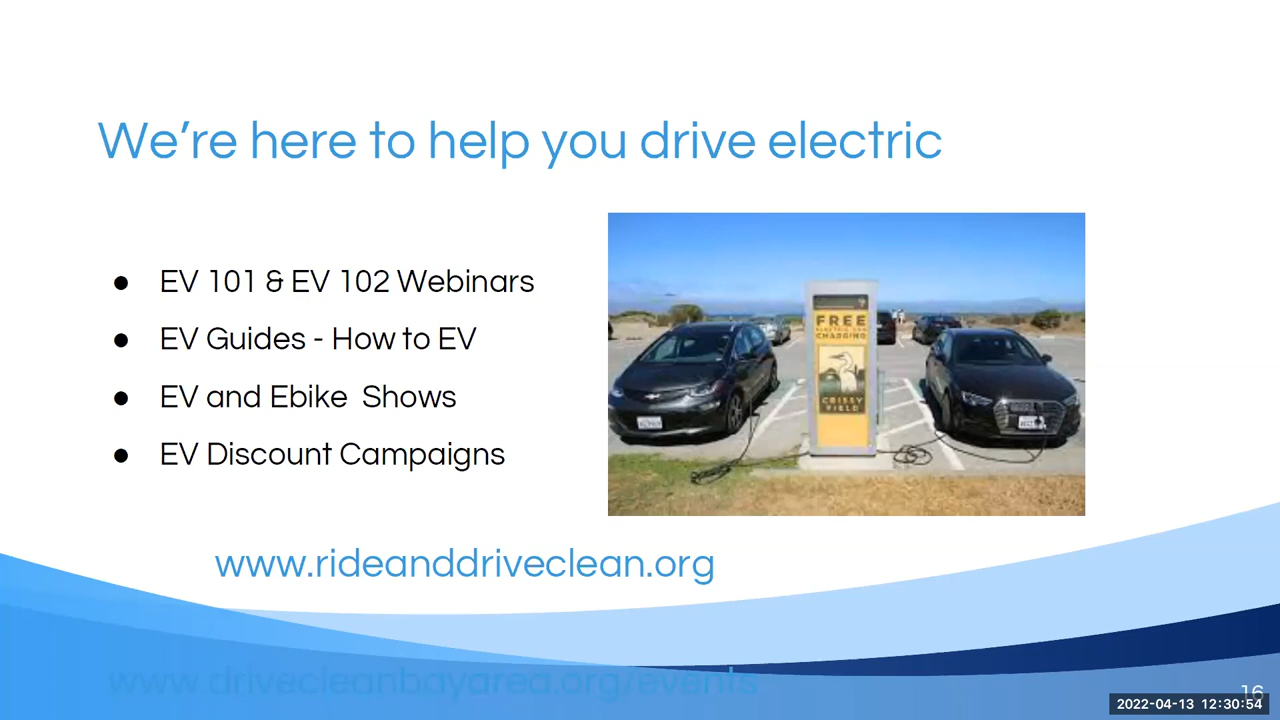 We're here to help you drive electric
● EV 101 & EV 102 Webinars
● EV Guides - How to EV
● EV and Ebike Shows
● EV Discount Campaigns
FREE
ELECTRIC CAR
CHARGING
CRISSY
FIELD
www.rideanddriveclean.org
www.drivecleanbayarea.org/events
16
2022-04-13 12:30:54